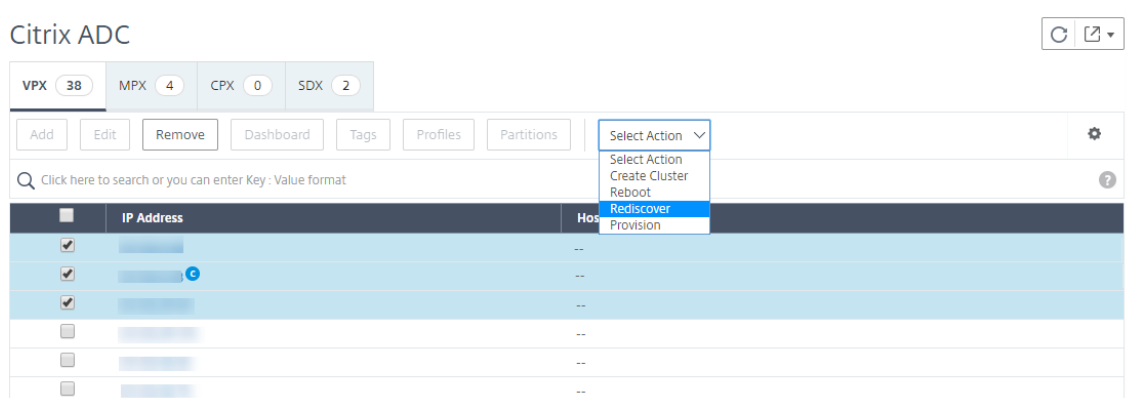 Citrix ADC
VPX 38 MPX 4 CPX 0 SDX 2
Add Edit Remove Dashboard Tags Profiles Partitions Select Action
Select Action
Create Cluster
Reboot
Rediscover
Provision
Click here to search or you can enter Key : Value format ?
IP Address Hos
--
C --
--
--
--
--